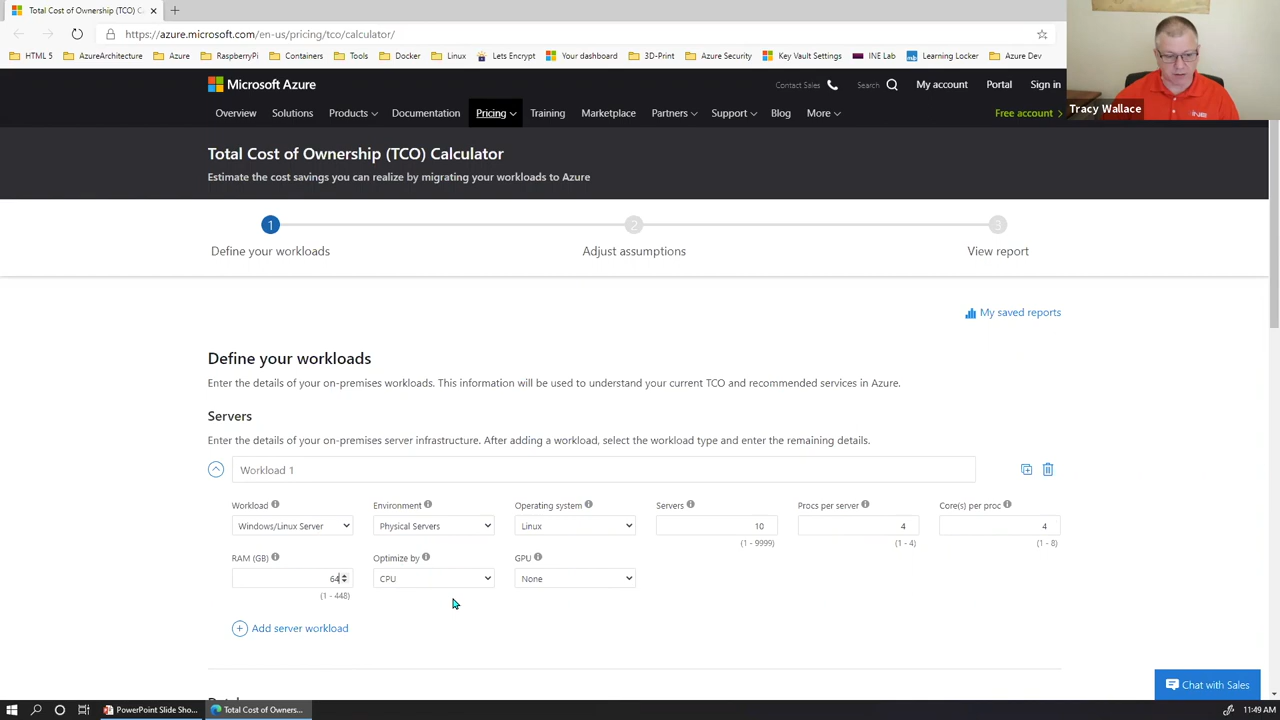 Total Cost of Ownership (TCO) C
https://azure.microsoft.com/en-us/pricing/tco/calculator/
HTML 5
AzureArchitecture
Azure
RaspberryPi
Containers
Tools
Docker
Linux
Lets Encrypt
Your dashboard
3D-Print
Azure Security
Key Vault Settings
INE Lab
Learning Locker
Azure Dev
Tracy Wallace
Microsoft Azure
Contact Sales
Search
My account
Portal
Sign in
Overview
Solutions
Products
Documentation
Pricing
Training
Marketplace
Partners
Support
Blog
More
Free account
Total Cost of Ownership (TCO) Calculator
Estimate the cost savings you can realize by migrating your workloads to Azure
1
2
3
Define your workloads
Adjust assumptions
View report
My saved reports
Define your workloads
Enter the details of your on-premises workloads. This information will be used to understand your current TCO and recommended services in Azure.
Servers
Enter the details of your on-premises server infrastructure. After adding a workload, select the workload type and enter the remaining details.
Workload 1
Workload
Environment
Operating system
Servers
Procs per server
Core(s) per proc
Windows/Linux Server
Physical Servers
Linux
10
4
4
(1 - 9999)
(1 - 4)
(1 - 8)
RAM (GB)
Optimize by
GPU
64
CPU
None
(1 - 448)
Add server workload
Chat with Sales
PowerPoint Slide Sho...
Total Cost of Owners...
11:49 AM